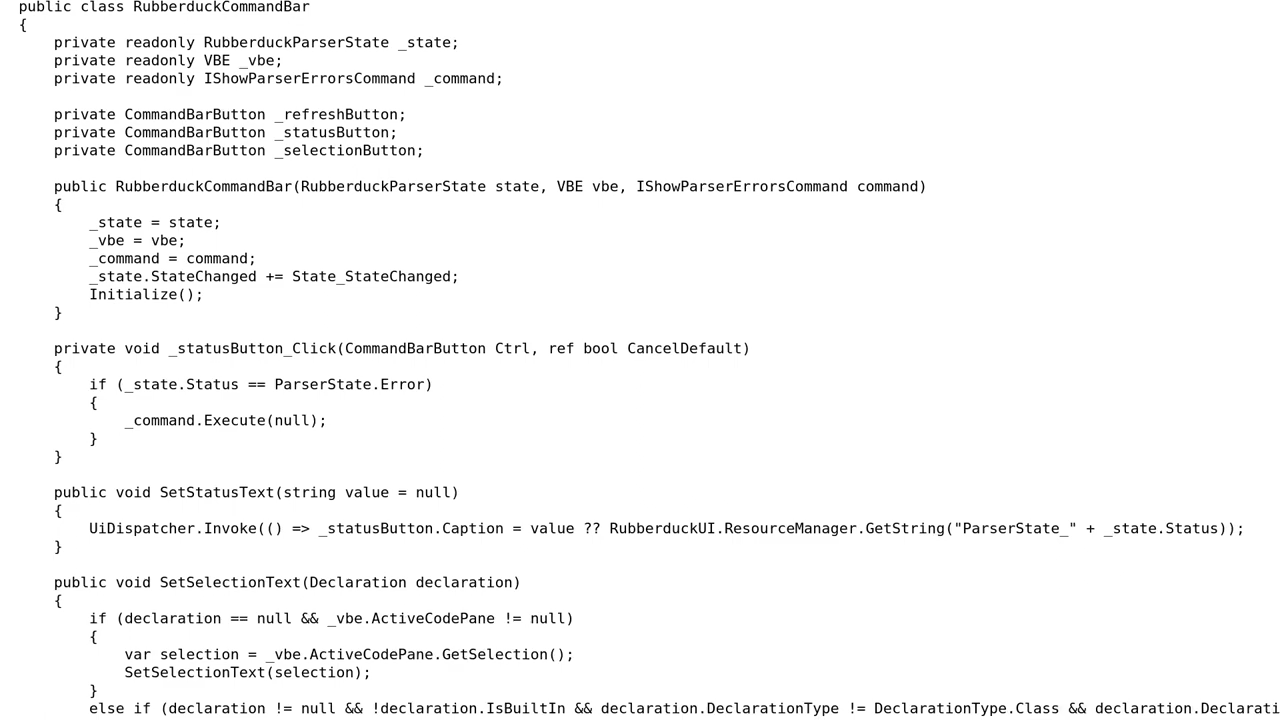 public class RubberduckCommandBar
{
    private readonly RubberduckParserState _state;
    private readonly VBE _vbe;
    private readonly IShowParserErrorsCommand _command;

    private CommandBarButton _refreshButton;
    private CommandBarButton _statusButton;
    private CommandBarButton _selectionButton;

    public RubberduckCommandBar(RubberduckParserState state, VBE vbe, IShowParserErrorsCommand command)
    {
        _state = state;
        _vbe = vbe;
        _command = command;
        _state.StateChanged += State_StateChanged;
        Initialize();
    }

    private void _statusButton_Click(CommandBarButton Ctrl, ref bool CancelDefault)
    {
        if (_state.Status == ParserState.Error)
        {
            _command.Execute(null);
        }
    }

    public void SetStatusText(string value = null)
    {
        UiDispatcher.Invoke(() => _statusButton.Caption = value ?? RubberduckUI.ResourceManager.GetString("ParserState_" + _state.Status));
    }

    public void SetSelectionText(Declaration declaration)
    {
        if (declaration == null && _vbe.ActiveCodePane != null)
        {
            var selection = _vbe.ActiveCodePane.GetSelection();
            SetSelectionText(selection);
        }
        else if (declaration != null && !declaration.IsBuiltIn && declaration.DeclarationType != DeclarationType.Class && declaration.Declarati